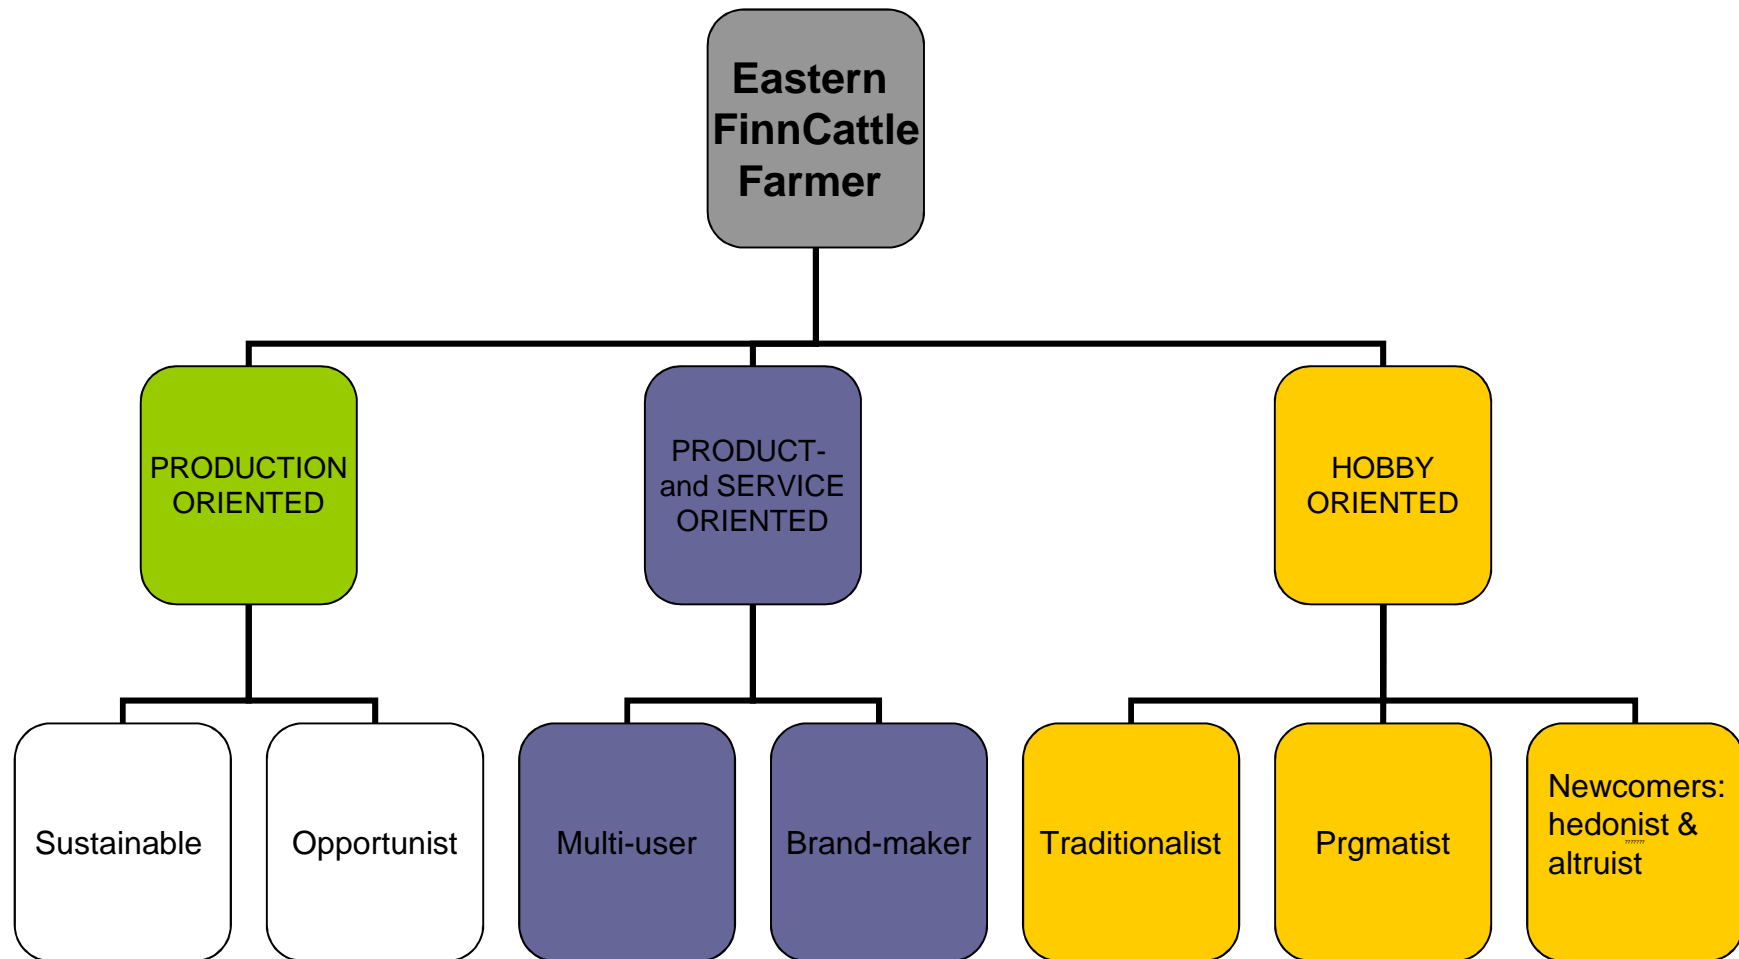 Eastern
FinnCattle
Farmer
PRODUCTION
ORIENTED
PRODUCT-
and SERVICE
ORIENTED
HOBBY
ORIENTED
Sustainable
Opportunist
Multi-user
Brand-maker
Traditionalist
Prgmatist
Newcomers:
hedonist &
altruist